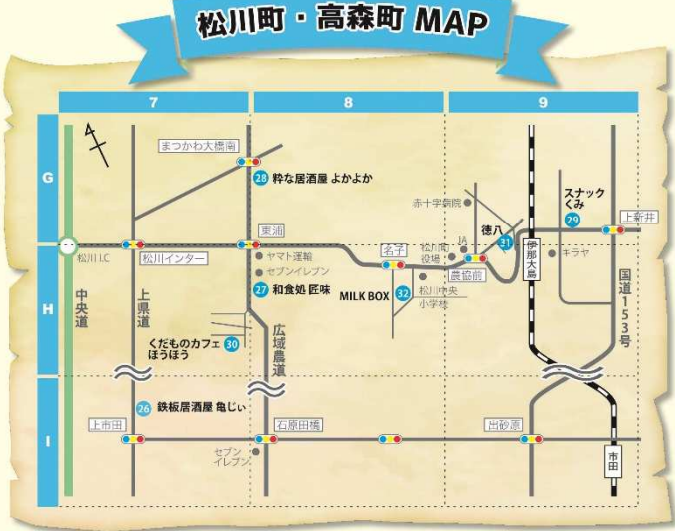 松川町・高森町 MAP
7
8
9
G
まつかわ大橋南
28 粋な居酒屋 よかよか
赤十字病院
スナック
くみ
29
徳八
31
上新井
東浦
名子
松川町
役場
JA
伊那大島
キラヤ
松川I.C
松川インター
ヤマト運輸
セブンイレブン
農協前
H
27 和食処 匠味
MILK BOX 32
松川中央
小学校
国道153号
中央道
上県道
広域農道
くだものカフェ
ほうほう 30
26 鉄板居酒屋 亀じぃ
I
上市田
石原田橋
出砂原
セブン
イレブン
市田